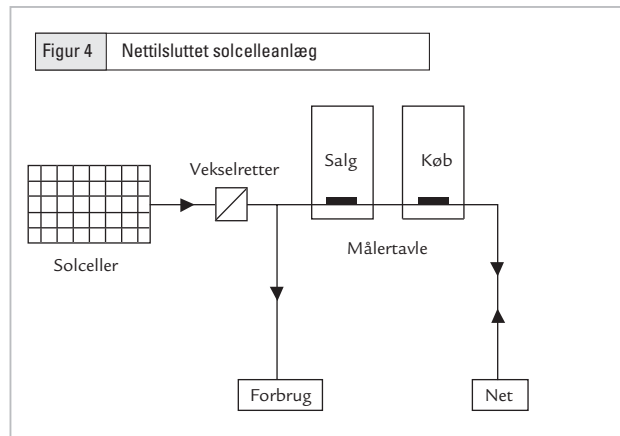 Figur 4 Nettilsluttet solcelleanlæg
Salg
Køb
Vekselretter
Målertavle
Solceller
Forbrug
Net